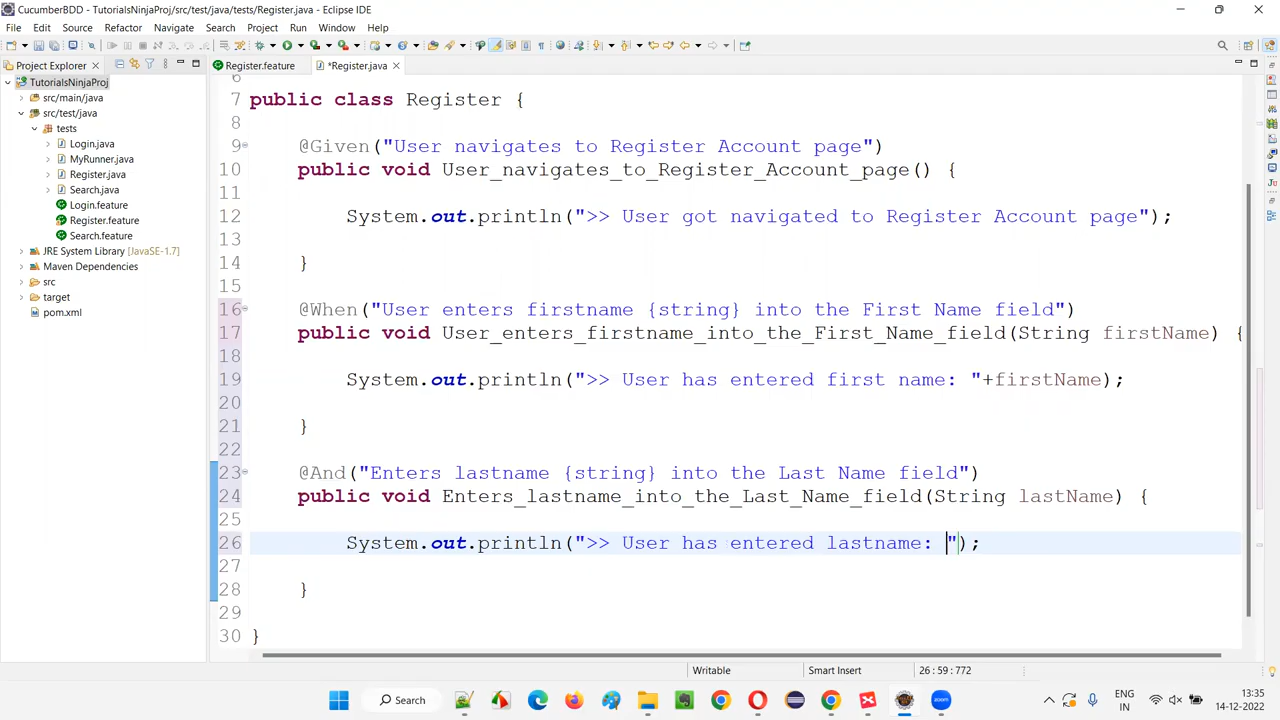 CucumberBDD - TutorialsNinjaProj/src/test/java/tests/Register.java - Eclipse IDE
File Edit Source Refactor Navigate Search Project Run Window Help
Project Explorer
Register.feature
*Register.java
TutorialsNinjaProj
src/main/java
src/test/java
tests
Login.java
MyRunner.java
Register.java
Search.java
Login.feature
Register.feature
Search.feature
JRE System Library [JavaSE-1.7]
Maven Dependencies
src
target
pom.xml
6
7 public class Register {
8
9 @Given("User navigates to Register Account page")
10 public void User_navigates_to_Register_Account_page() {
11
12 System.out.println(">> User got navigated to Register Account page");
13
14 }
15
16 @When("User enters firstname {string} into the First Name field")
17 public void User_enters_firstname_into_the_First_Name_field(String firstName) {
18
19 System.out.println(">> User has entered first name: "+firstName);
20
21 }
22
23 @And("Enters lastname {string} into the Last Name field")
24 public void Enters_lastname_into_the_Last_Name_field(String lastName) {
25
26 System.out.println(">> User has entered lastname: ");
27
28 }
29
30 }
Writable
Smart Insert
26 : 59 : 772
Search
ENG
IN
13:35
14-12-2022